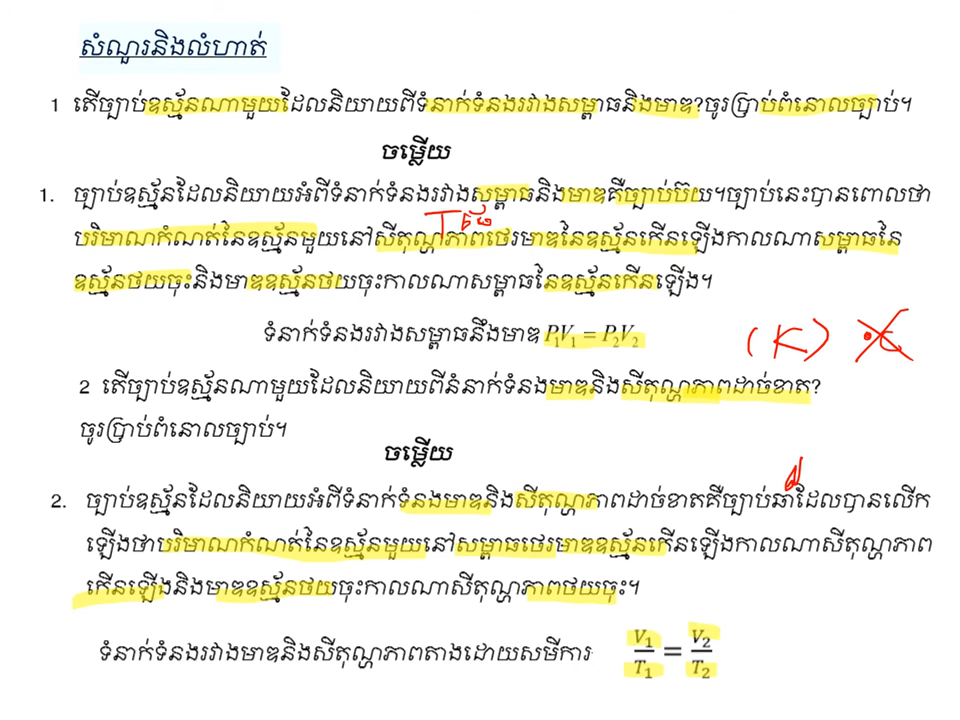 សំណួរនិងលំហាត់
1 តើច្បាប់ឧស្ម័នណាមួយដែលនិយាយពីទំនាក់ទំនងរវាងសម្ពាធនិងមាឌ?ចូរប្រាប់ពំនោលច្បាប់។
ចម្លើយ
1. ច្បាប់ឧស្ម័នដែលនិយាយអំពីទំនាក់ទំនងរវាងសម្ពាធនិងមាឌគឺច្បាប់ប៊យ។ច្បាប់នេះបានពោលថា
T ថេរ
បរិមាណកំណត់នៃឧស្ម័នមួយនៅសីតុណ្ហភាពថេរមាឌនៃឧស្ម័នកើនឡើងកាលណាសម្ពាធនៃ
ឧស្ម័នថយចុះនិងមាឌឧស្ម័នថយចុះកាលណាសម្ពាធនៃឧស្ម័នកើនឡើង។
ទំនាក់ទំនងរវាងសម្ពាធនឹងមាឌ P₁V₁ = P₂V₂
(K) °C
2 តើច្បាប់ឧស្ម័នណាមួយដែលនិយាយពីនំនាក់ទំនងមាឌនិងសីតុណ្ហភាពដាច់ខាត?
ចូរប្រាប់ពំនោលច្បាប់។
ចម្លើយ
2. ច្បាប់ឧស្ម័នដែលនិយាយអំពីទំនាក់ទំនងមាឌនិងសីតុណ្ហភាពដាច់ខាតគឺច្បាប់ឆាដែលបានលើក
ឡើងថាបរិមាណកំណត់នៃឧស្ម័នមួយនៅសម្ពាធថេរមាឌឧស្ម័នកើនឡើងកាលណាសីតុណ្ហភាព
កើនឡើងនិងមាឌឧស្ម័នថយចុះកាលណាសីតុណ្ហភាពថយចុះ។
ទំនាក់ទំនងរវាងមាឌនិងសីតុណ្ហភាពតាងដោយសមីការ V₁/T₁ = V₂/T₂